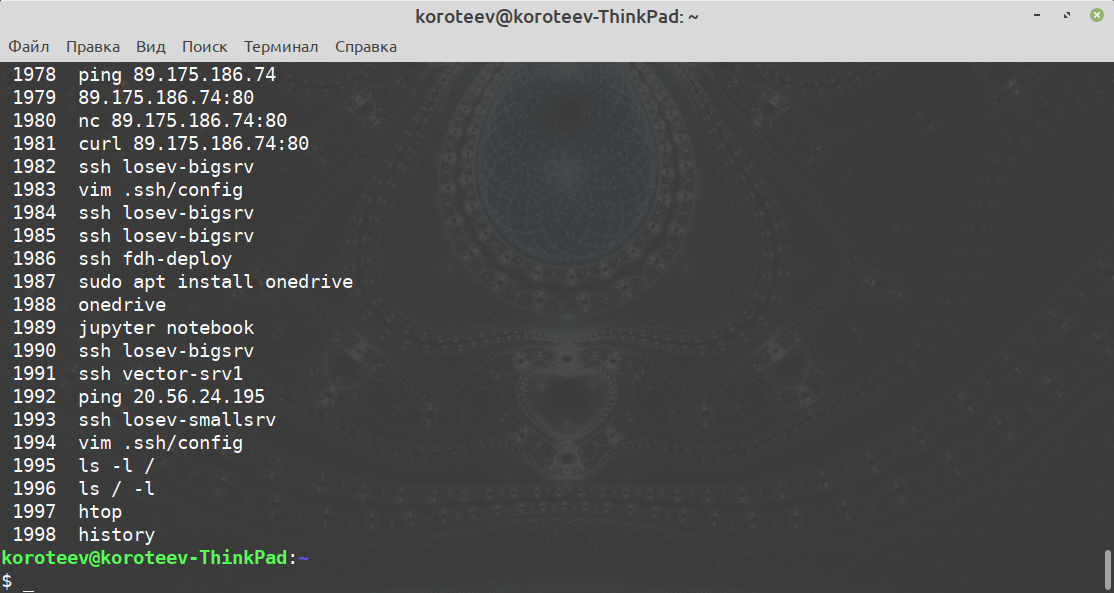 koroteev@koroteev-ThinkPad: ~
Файл Правка Вид Поиск Терминал Справка
1978 ping 89.175.186.74
1979 89.175.186.74:80
1980 nc 89.175.186.74:80
1981 curl 89.175.186.74:80
1982 ssh losev-bigsrv
1983 vim .ssh/config
1984 ssh losev-bigsrv
1985 ssh losev-bigsrv
1986 ssh fdh-deploy
1987 sudo apt install onedrive
1988 onedrive
1989 jupyter notebook
1990 ssh losev-bigsrv
1991 ssh vector-srv1
1992 ping 20.56.24.195
1993 ssh losev-smallsrv
1994 vim .ssh/config
1995 ls -l /
1996 ls / -l
1997 htop
1998 history
koroteev@koroteev-ThinkPad:~
$ _